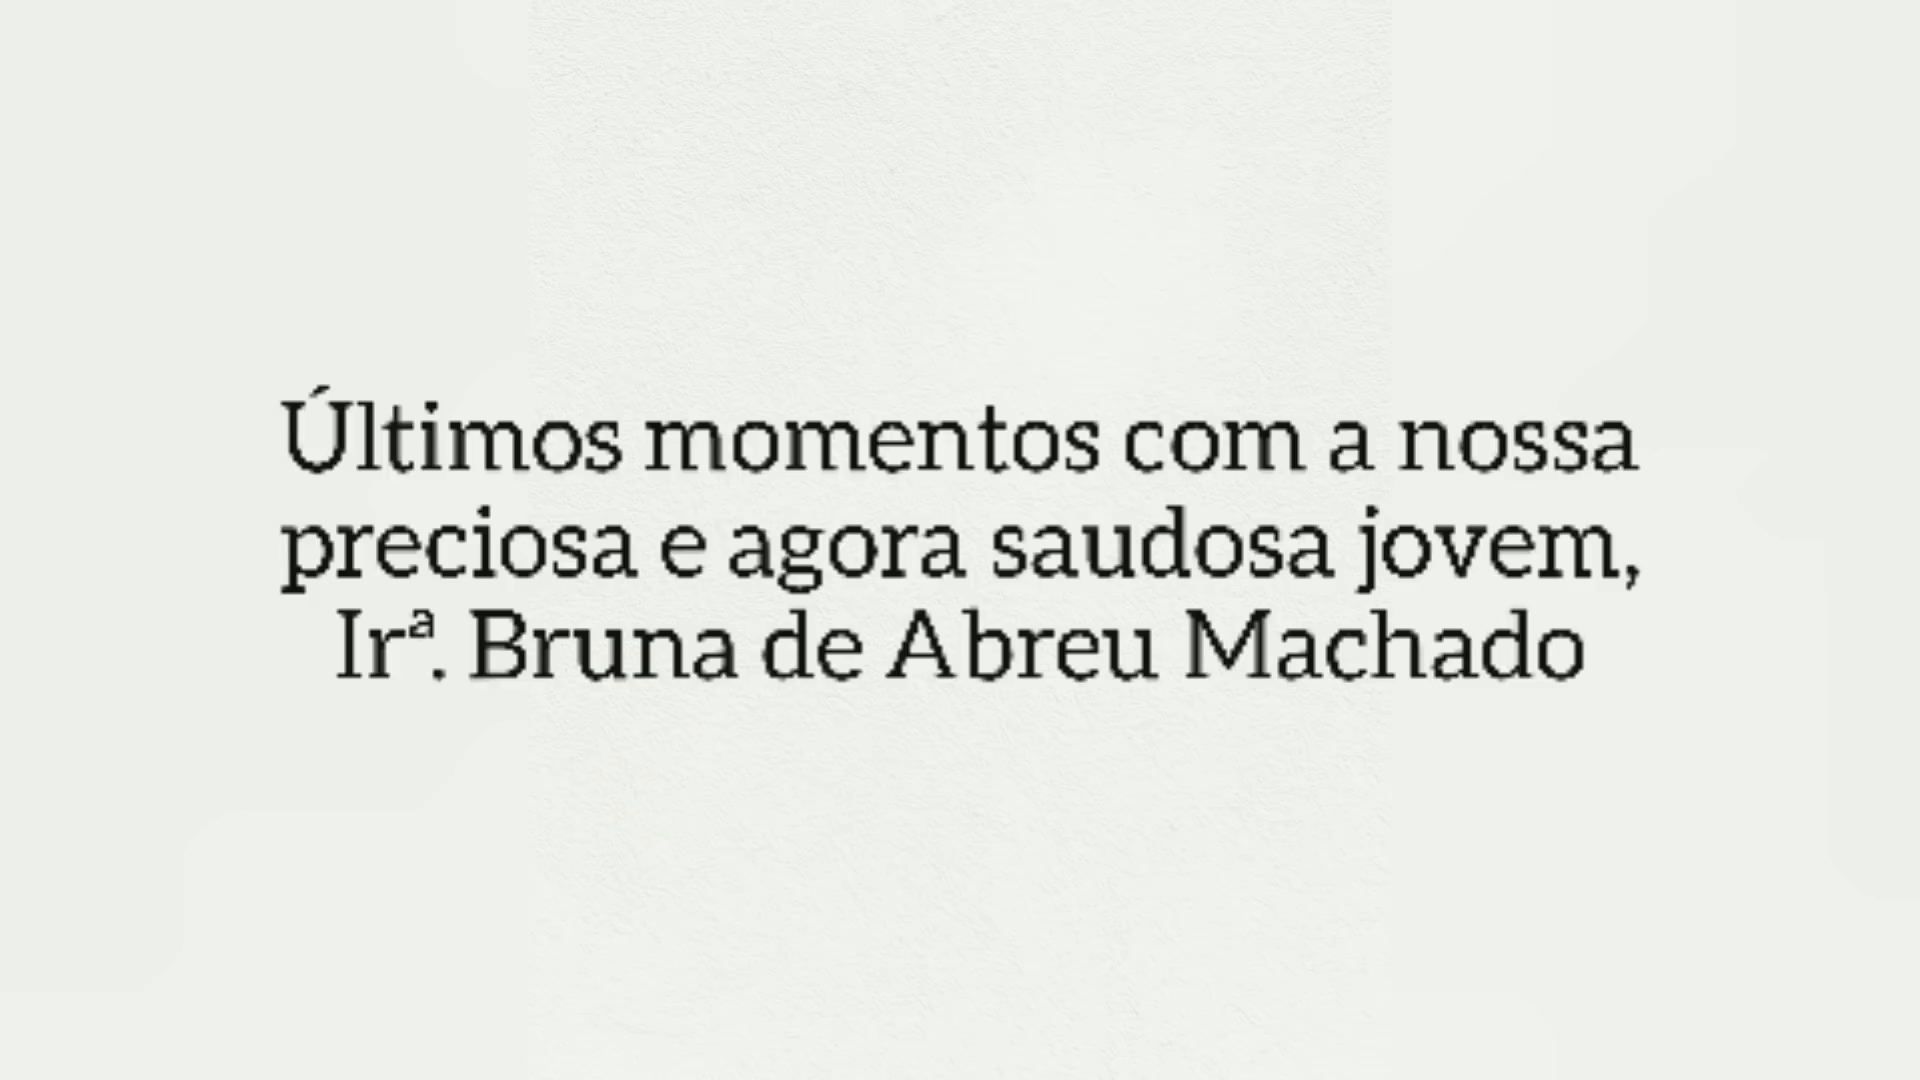 Últimos momentos com a nossa
preciosa e agora saudosa jovem,
Irª. Bruna de Abreu Machado